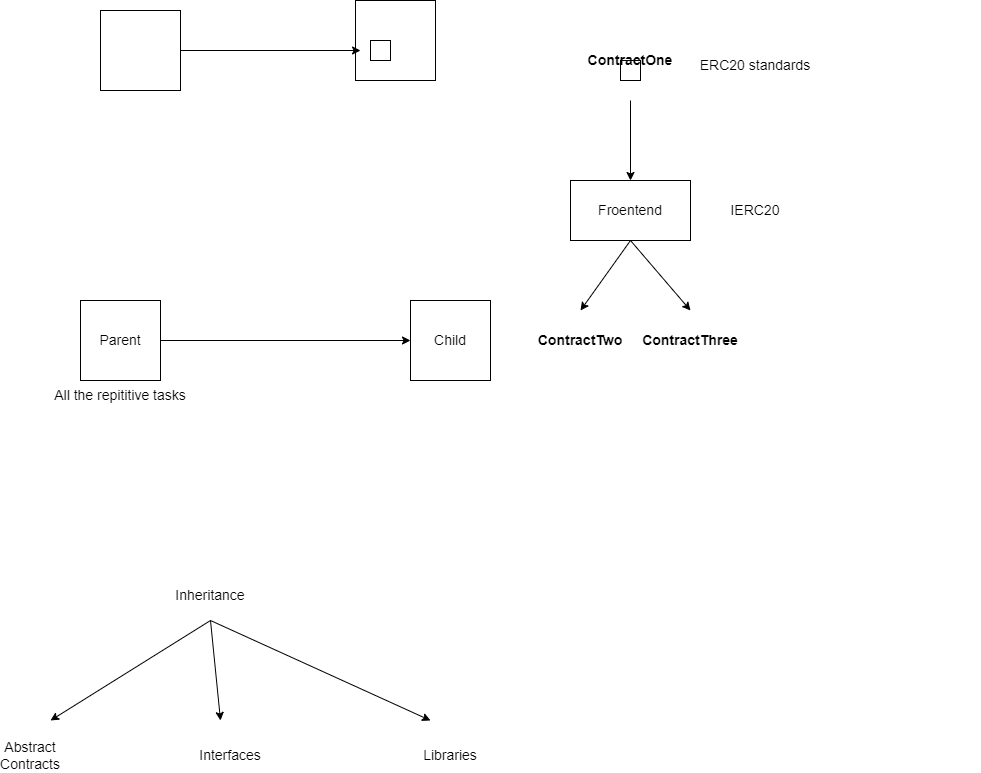 ContractOne
ERC20 standards
Froentend
IERC20
ContractTwo
ContractThree
Parent
Child
All the repititive tasks
Inheritance
Abstract
Contracts
Interfaces
Libraries